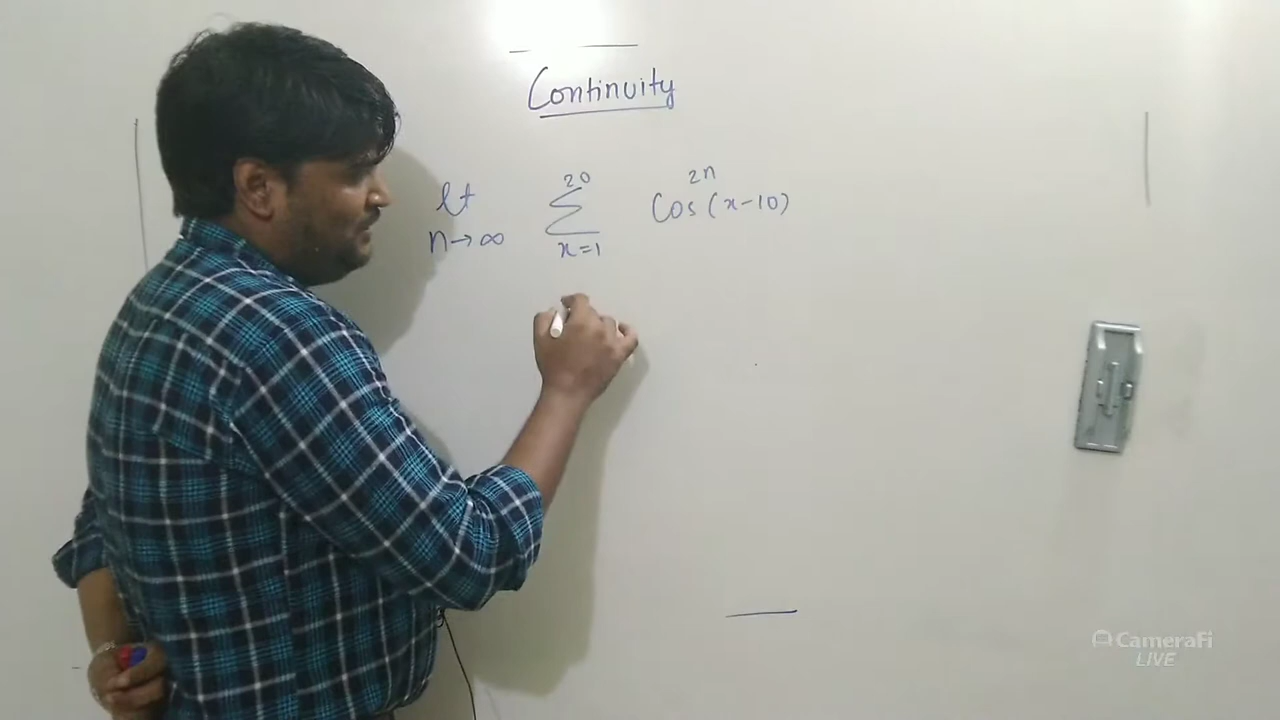 Continuity
lt n→∞ 20 Σ x=1 Cos 2n (x-10)
CameraFi
LIVE